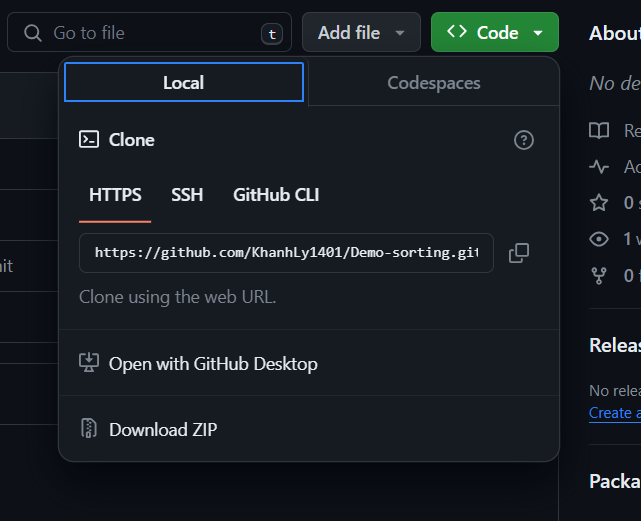 Go to file
t
Add file
Code
About
No de
Local
Codespaces
Clone
HTTPS
SSH
GitHub CLI
https://github.com/KhanhLy1401/Demo-sorting.git
Clone using the web URL.
Open with GitHub Desktop
Download ZIP
nit
Re
Ac
0 s
1 w
0 f
Releas
No relea
Create a
Packa